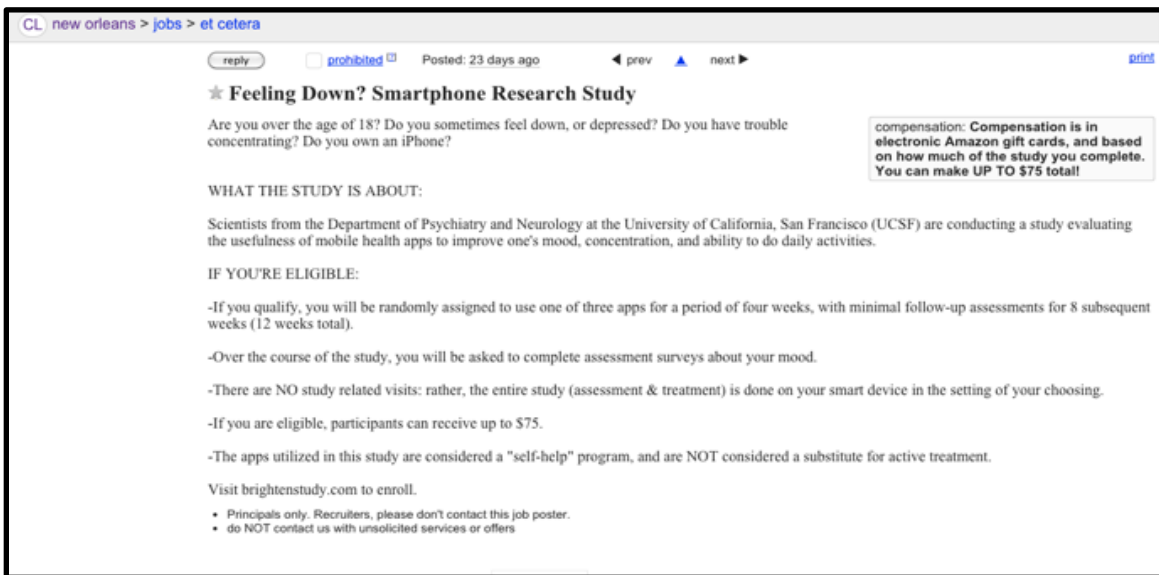 CL new orleans > jobs > et cetera
reply prohibited [?] Posted: 23 days ago ◀ prev ▲ next ▶ print
★ Feeling Down? Smartphone Research Study
Are you over the age of 18? Do you sometimes feel down, or depressed? Do you have trouble
concentrating? Do you own an iPhone?
compensation: Compensation is in
electronic Amazon gift cards, and based
on how much of the study you complete.
You can make UP TO $75 total!
WHAT THE STUDY IS ABOUT:
Scientists from the Department of Psychiatry and Neurology at the University of California, San Francisco (UCSF) are conducting a study evaluating
the usefulness of mobile health apps to improve one's mood, concentration, and ability to do daily activities.
IF YOU'RE ELIGIBLE:
-If you qualify, you will be randomly assigned to use one of three apps for a period of four weeks, with minimal follow-up assessments for 8 subsequent
weeks (12 weeks total).
-Over the course of the study, you will be asked to complete assessment surveys about your mood.
-There are NO study related visits: rather, the entire study (assessment & treatment) is done on your smart device in the setting of your choosing.
-If you are eligible, participants can receive up to $75.
-The apps utilized in this study are considered a "self-help" program, and are NOT considered a substitute for active treatment.
Visit brightenstudy.com to enroll.
• Principals only. Recruiters, please don't contact this job poster.
• do NOT contact us with unsolicited services or offers